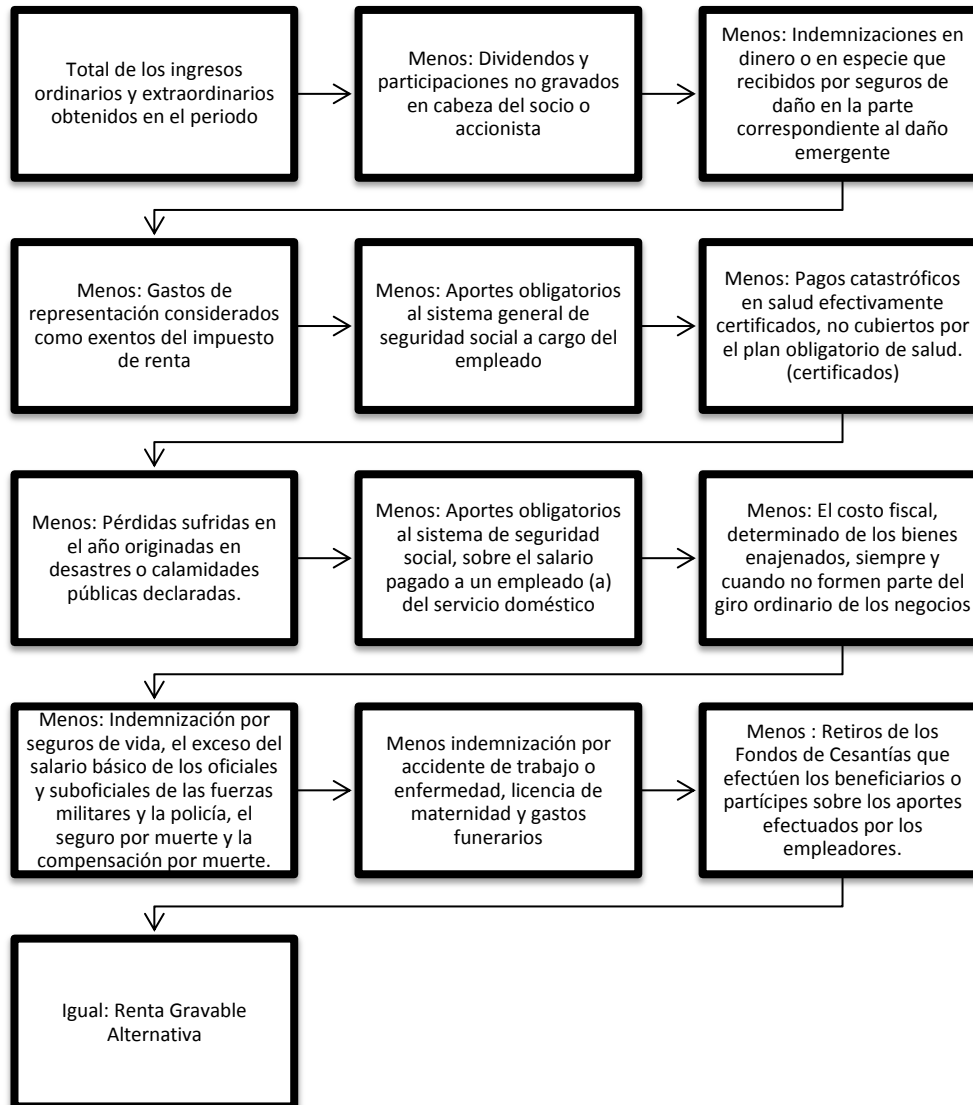 Total de los ingresos
ordinarios y extraordinarios
obtenidos en el periodo
Menos: Dividendos y
participaciones no gravados
en cabeza del socio o
accionista
Menos: Indemnizaciones en
dinero o en especie que
recibidos por seguros de
daño en la parte
correspondiente al daño
emergente
Menos: Gastos de
representación considerados
como exentos del impuesto
de renta
Menos: Aportes obligatorios
al sistema general de
seguridad social a cargo del
empleado
Menos: Pagos catastróficos
en salud efectivamente
certificados, no cubiertos por
el plan obligatorio de salud.
(certificados)
Menos: Pérdidas sufridas en
el año originadas en
desastres o calamidades
públicas declaradas.
Menos: Aportes obligatorios
al sistema de seguridad
social, sobre el salario
pagado a un empleado (a)
del servicio doméstico
Menos: El costo fiscal,
determinado de los bienes
enajenados, siempre y
cuando no formen parte del
giro ordinario de los negocios
Menos: Indemnización por
seguros de vida, el exceso del
salario básico de los oficiales
y suboficiales de las fuerzas
militares y la policía, el
seguro por muerte y la
compensación por muerte.
Menos indemnización por
accidente de trabajo o
enfermedad, licencia de
maternidad y gastos
funerarios
Menos : Retiros de los
Fondos de Cesantías que
efectúen los beneficiarios o
partícipes sobre los aportes
efectuados por los
empleadores.
Igual: Renta Gravable
Alternativa